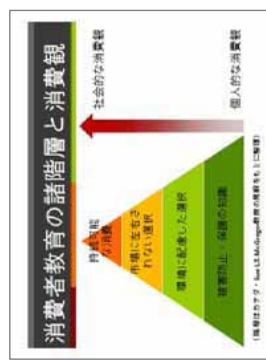 消費者教育の諸階層と消費観
社会的な消費観
持続可能
な消費
市場に左右さ
れない選択
環境に配慮した選択
被害防止・保護の知識
個人的な消費観